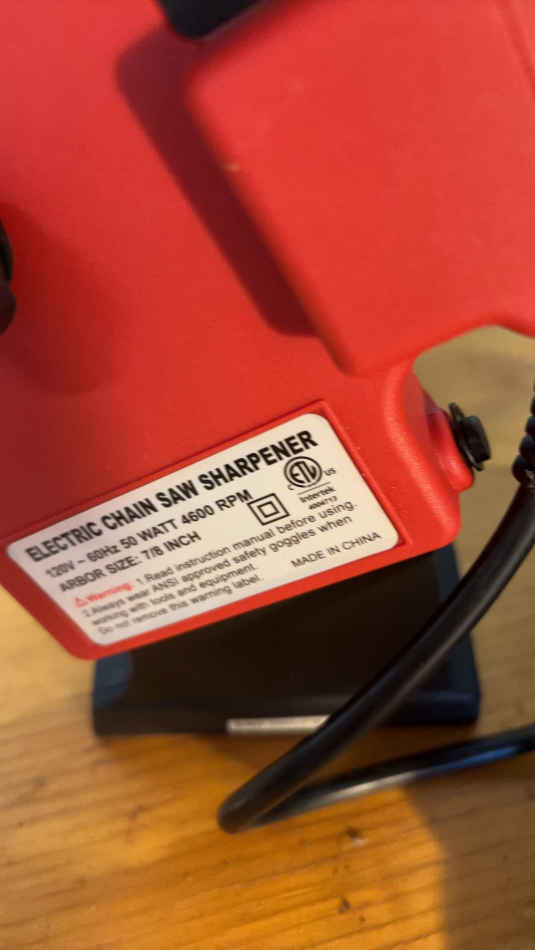 ELECTRIC CHAIN SAW SHARPENER
120V ~ 60Hz 50 WATT 4600 RPM
ARBOR SIZE: 7/8 INCH
C ETL US
Intertek
4004717
⚠Warning: 1.Read instruction manual before using.
2.Always wear ANSI approved safety goggles when
working with tools and equipment.
Do not remove this warning label.
MADE IN CHINA